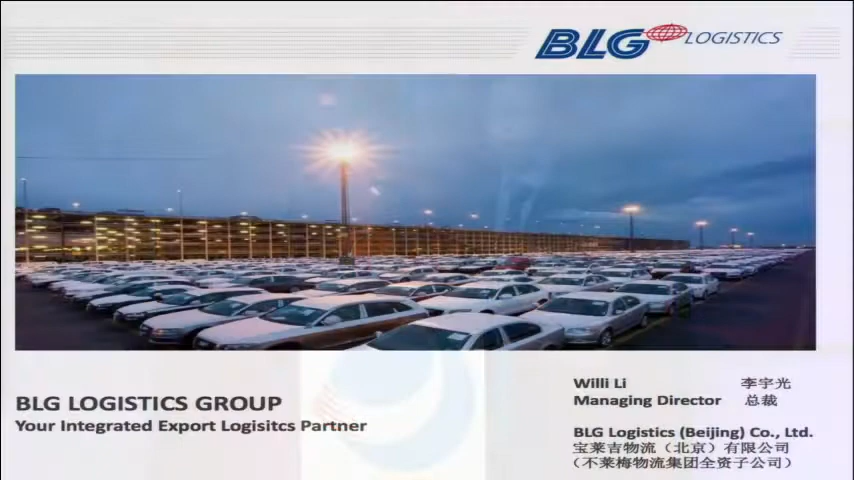 BLG LOGISTICS
BLG LOGISTICS GROUP
Your Integrated Export Logisitcs Partner
Willi Li 李宇光
Managing Director 总裁
BLG Logistics (Beijing) Co., Ltd.
宝莱吉物流（北京）有限公司
（不莱梅物流集团全资子公司）